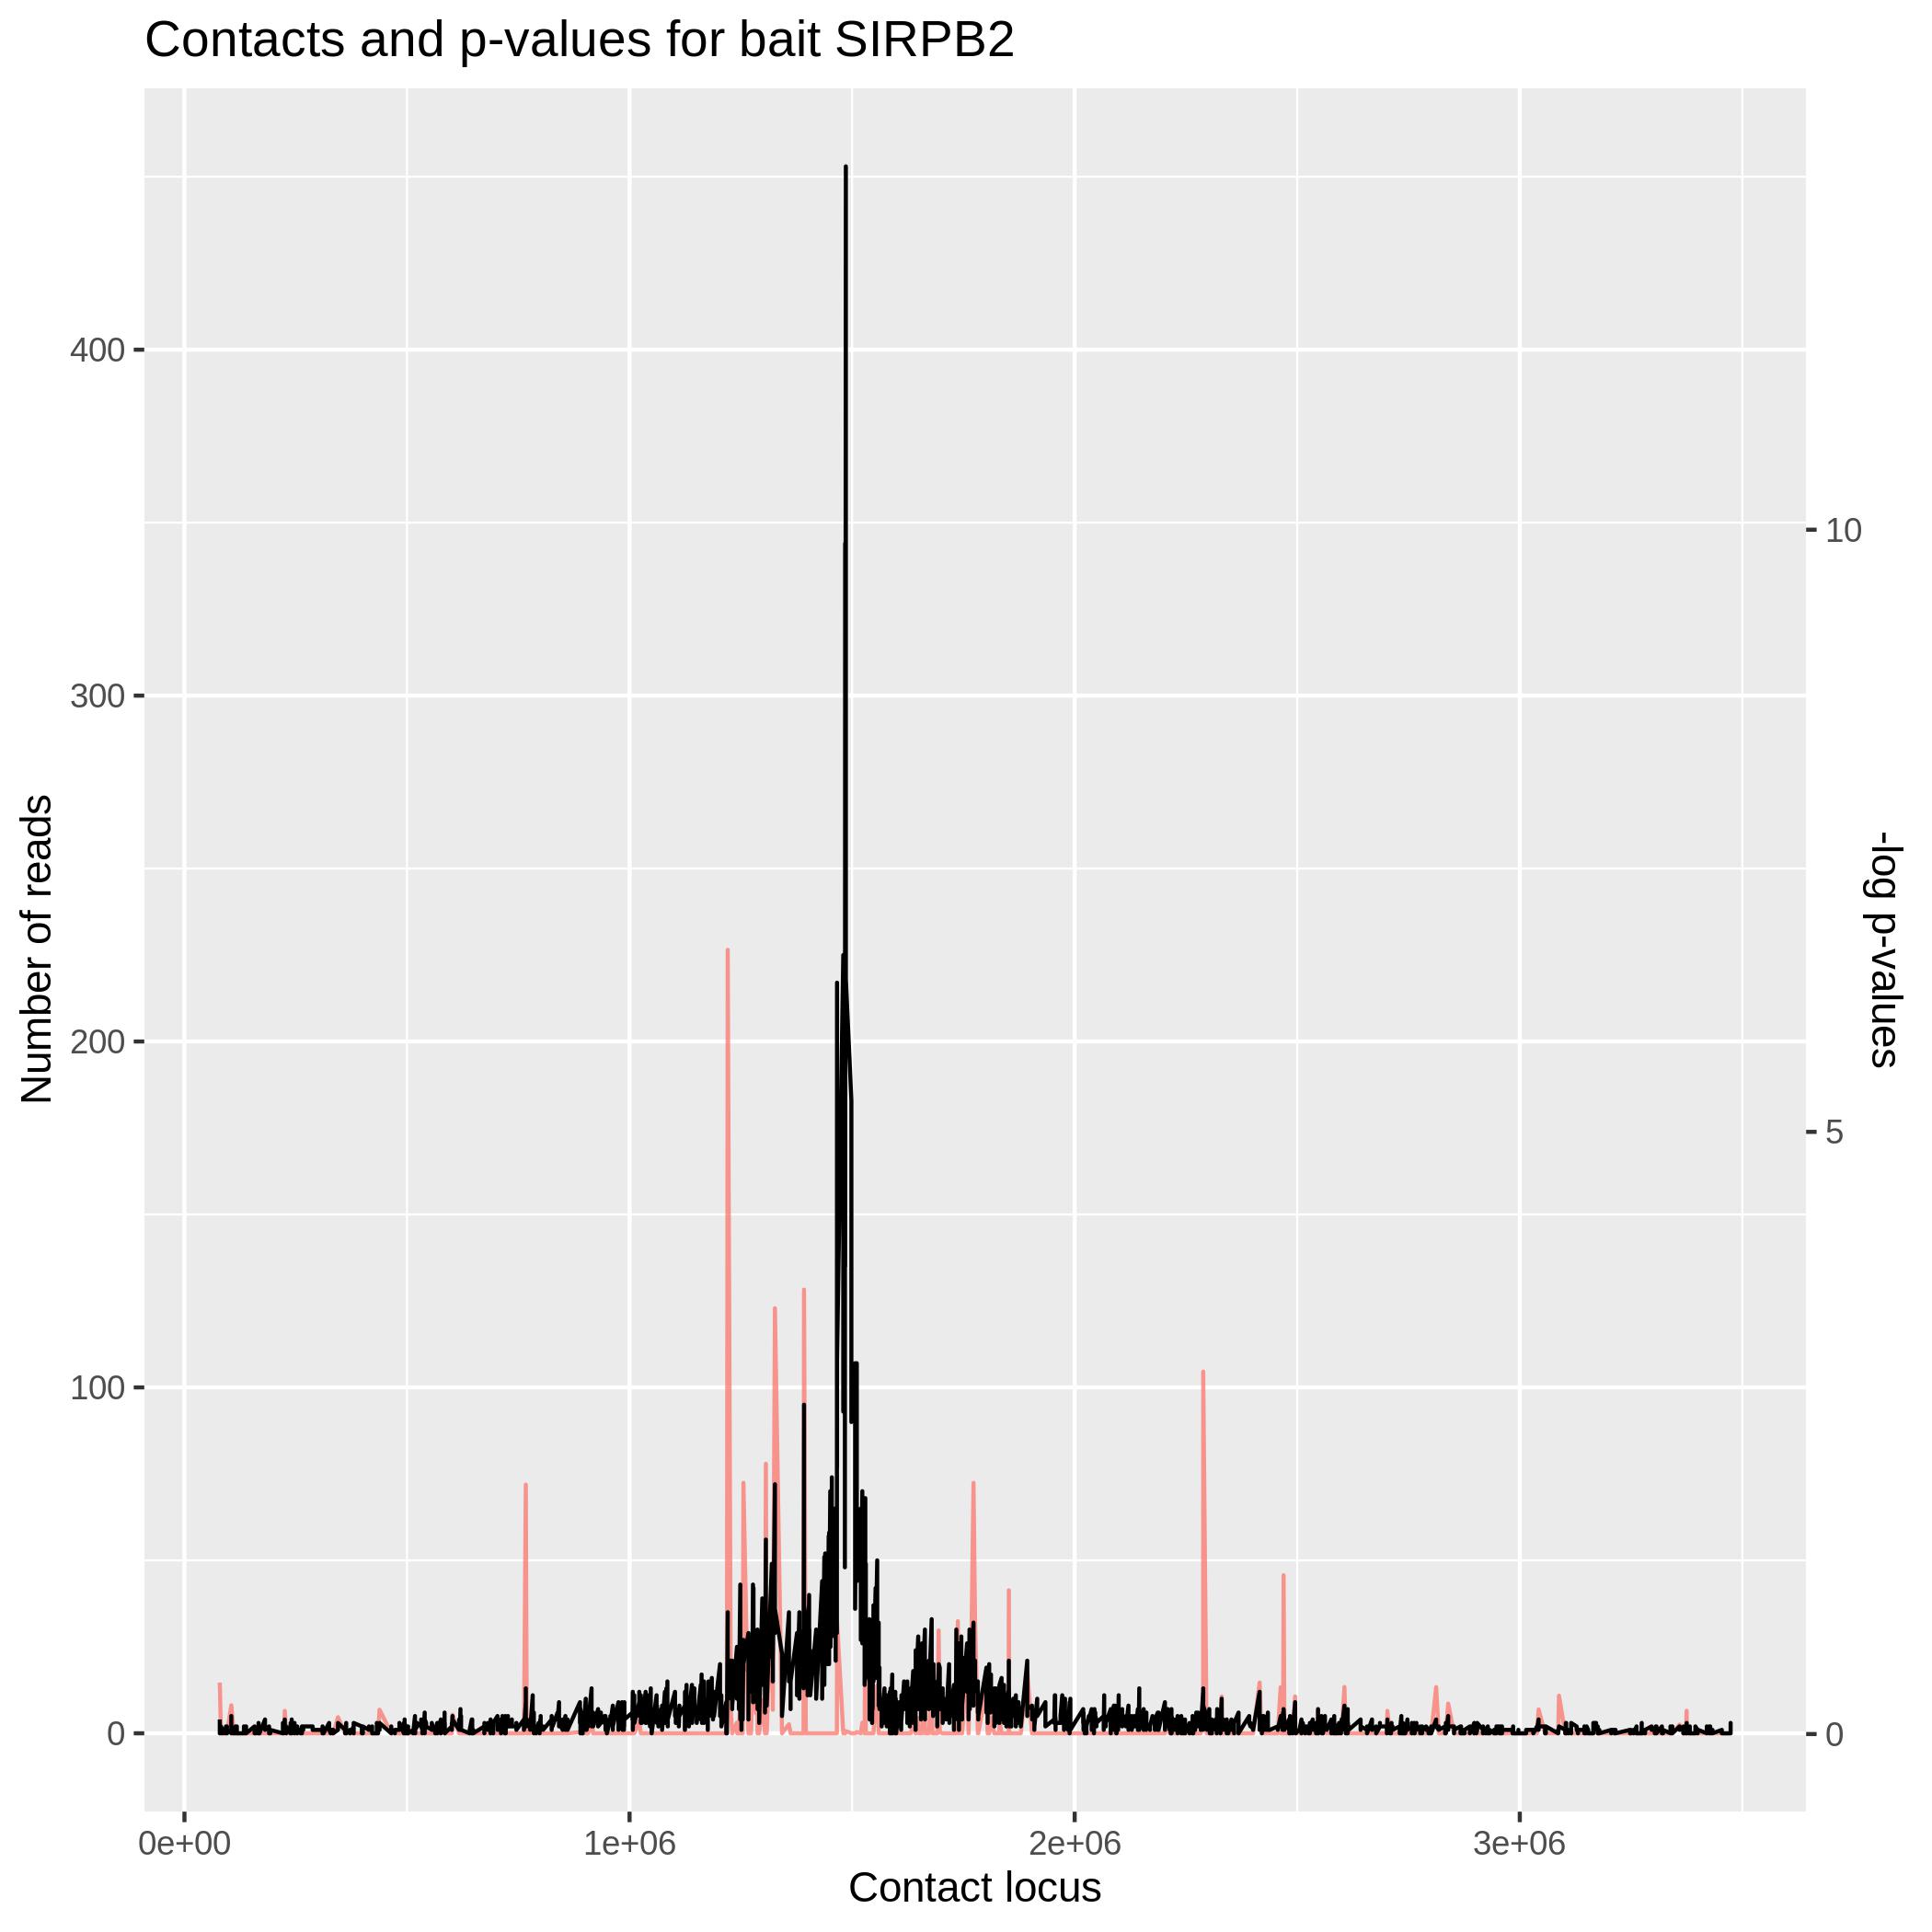 Contacts and p-values for bait SIRPB2
400
300
200
100
0
Number of reads
10
5
0
-log p-values
0e+00
1e+06
2e+06
3e+06
Contact locus